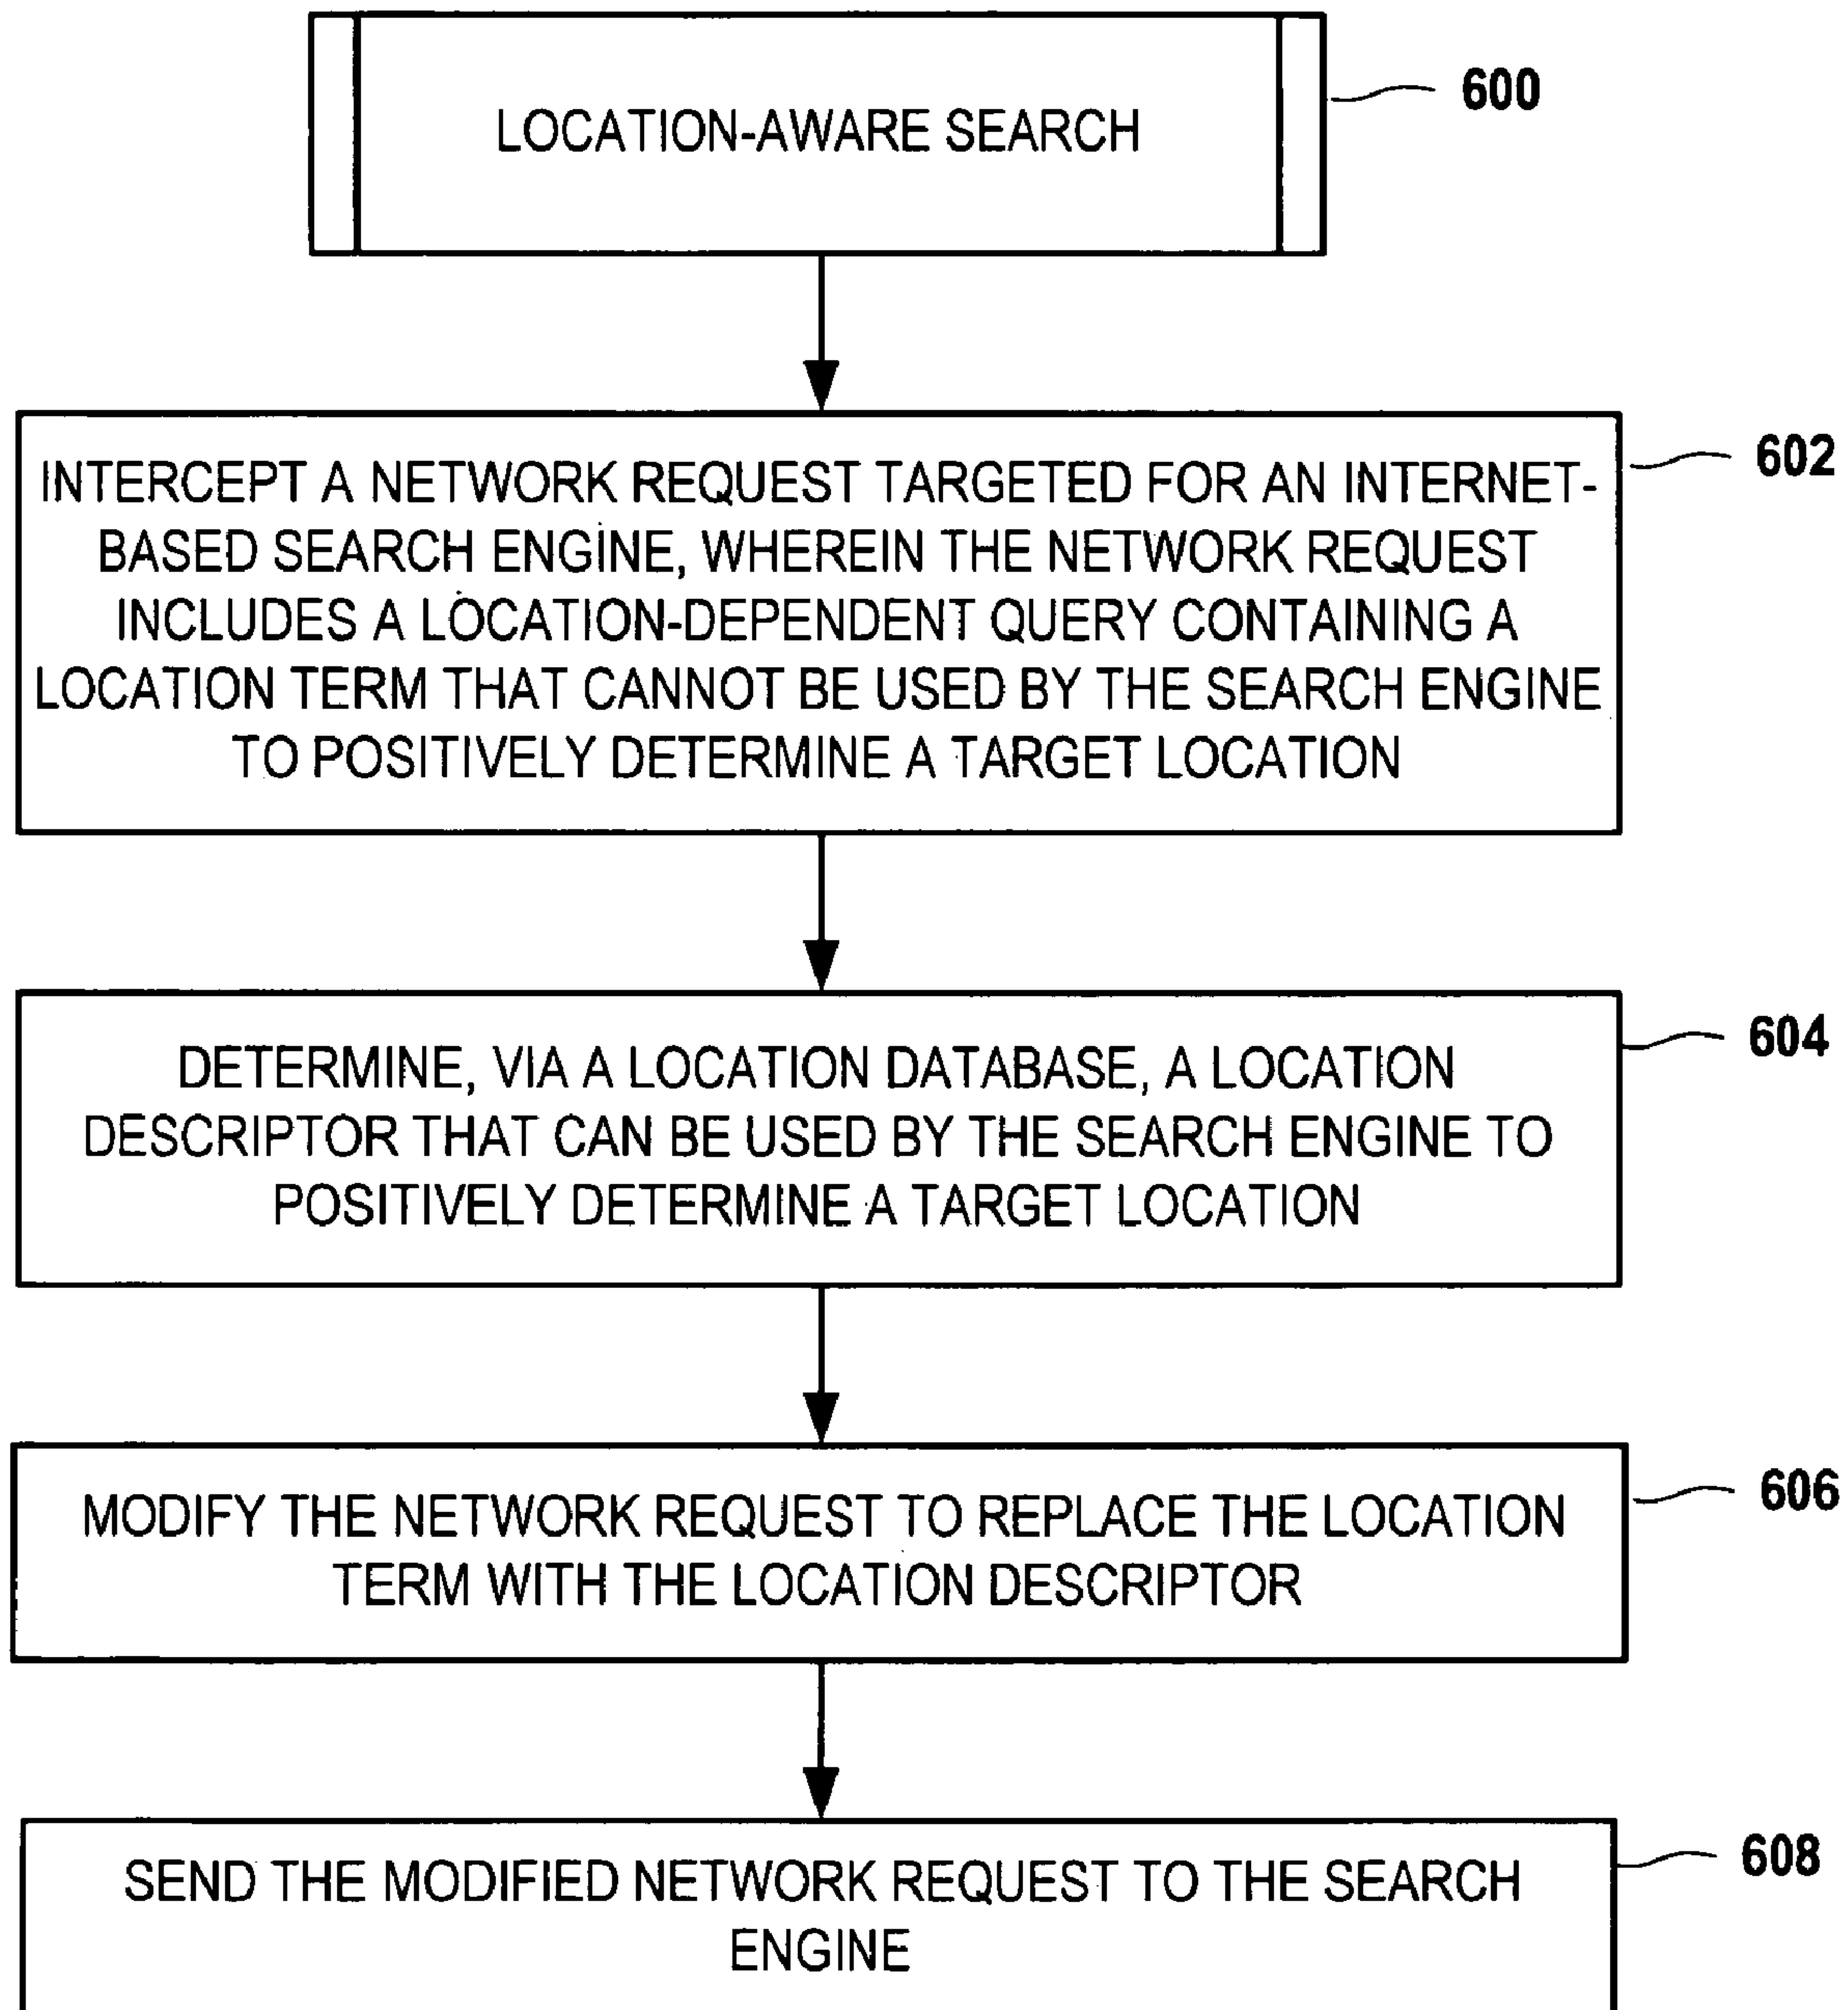 LOCATION-AWARE SEARCH
600
602
INTERCEPT A NETWORK REQUEST TARGETED FOR AN INTERNET-
BASED SEARCH ENGINE, WHEREIN THE NETWORK REQUEST
INCLUDES A LOCATION-DEPENDENT QUERY CONTAINING A
LOCATION TERM THAT CANNOT BE USED BY THE SEARCH ENGINE
TO POSITIVELY DETERMINE A TARGET LOCATION
604
DETERMINE, VIA A LOCATION DATABASE, A LOCATION
DESCRIPTOR THAT CAN BE USED BY THE SEARCH ENGINE TO
POSITIVELY DETERMINE A TARGET LOCATION
606
MODIFY THE NETWORK REQUEST TO REPLACE THE LOCATION
TERM WITH THE LOCATION DESCRIPTOR
608
SEND THE MODIFIED NETWORK REQUEST TO THE SEARCH
ENGINE